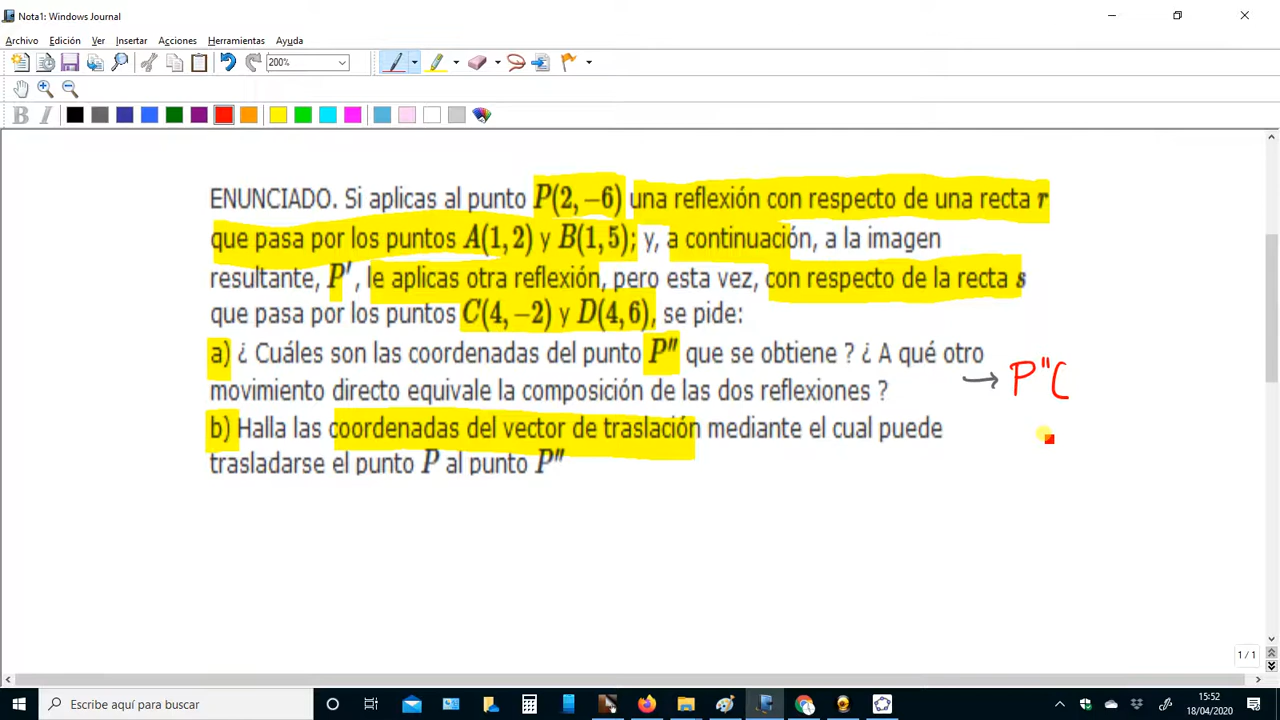 Nota1: Windows Journal
Archivo Edición Ver Insertar Acciones Herramientas Ayuda
200%
B I
ENUNCIADO. Si aplicas al punto P(2, −6) una reflexión con respecto de una recta r
que pasa por los puntos A(1, 2) y B(1, 5); y, a continuación, a la imagen
resultante, P′, le aplicas otra reflexión, pero esta vez, con respecto de la recta s
que pasa por los puntos C(4, −2) y D(4, 6), se pide:
a) ¿ Cuáles son las coordenadas del punto P″ que se obtiene ? ¿ A qué otro
movimiento directo equivale la composición de las dos reflexiones ?
→ P"(
b) Halla las coordenadas del vector de traslación mediante el cual puede
trasladarse el punto P al punto P″
1 / 1
Escribe aquí para buscar
15:52
18/04/2020